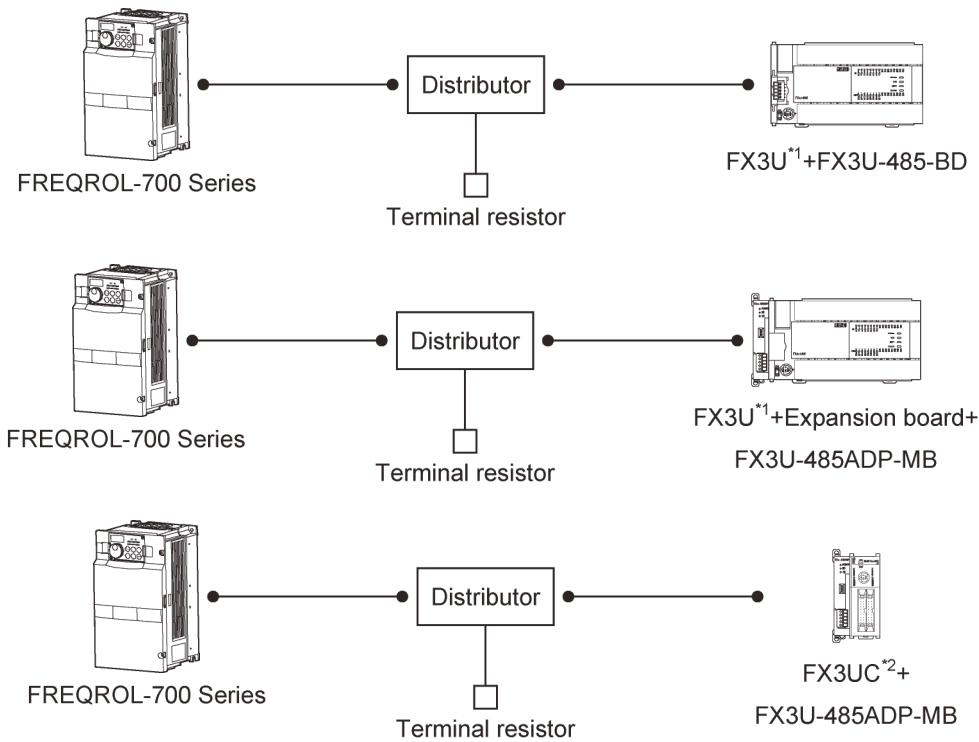 Distributor
FREQROL-700 Series
Terminal resistor
FX3U*1+FX3U-485-BD
Distributor
FREQROL-700 Series
Terminal resistor
FX3U*1+Expansion board+
FX3U-485ADP-MB
Distributor
FREQROL-700 Series
Terminal resistor
FX3UC*2+
FX3U-485ADP-MB